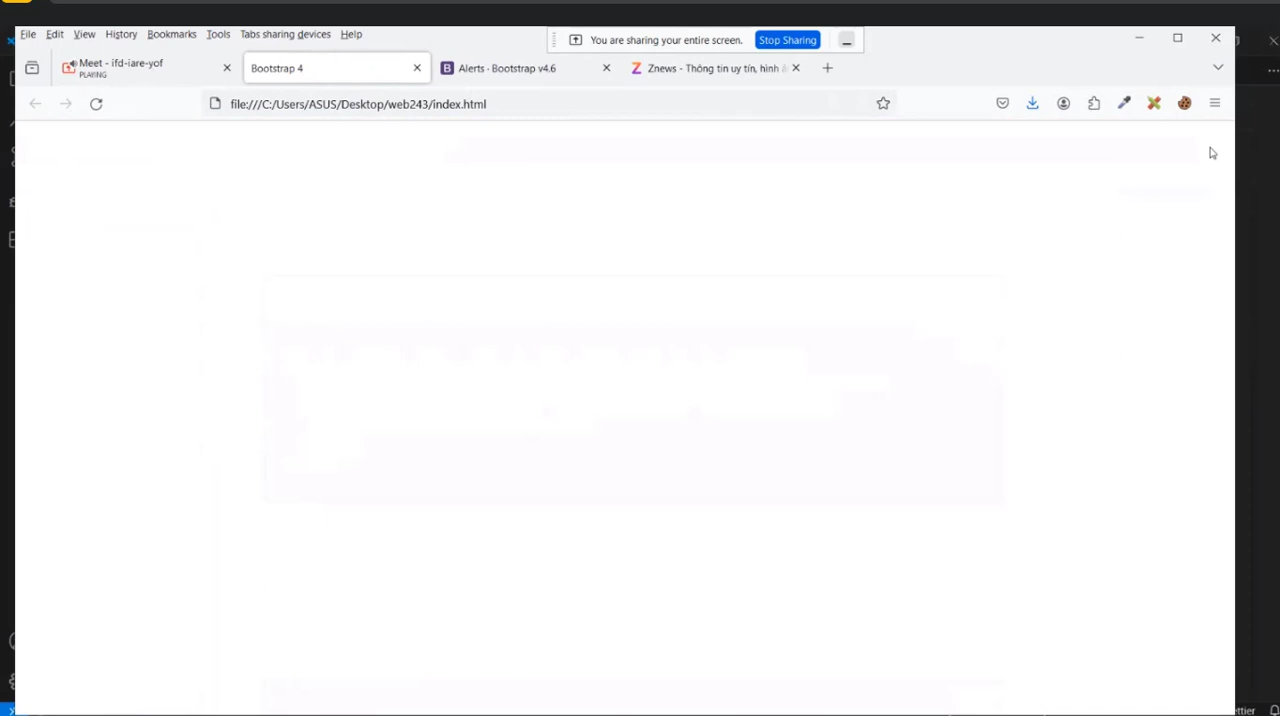 File Edit View History Bookmarks Tools Tabs sharing devices Help
You are sharing your entire screen. Stop Sharing
Meet - ifd-iare-yof
PLAYING
Bootstrap 4
B Alerts · Bootstrap v4.6
Znews - Thông tin uy tín, hình ả
file:///C:/Users/ASUS/Desktop/web243/index.html
ettier